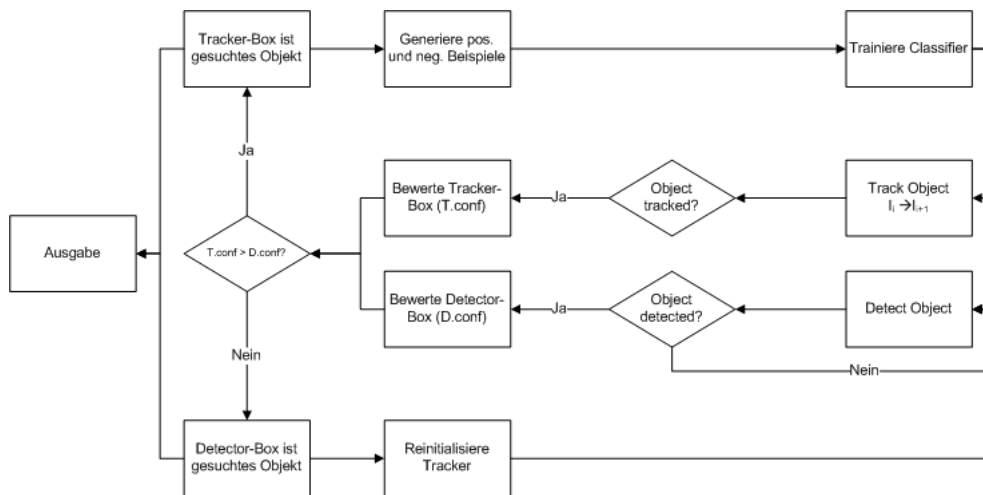 Tracker-Box ist
gesuchtes Objekt
Generiere pos.
und neg. Beispiele
Trainiere Classifier
Ja
Bewerte Tracker-
Box (T.conf)
Ja
Object
tracked?
Track Object
Iᵢ →Iᵢ₊₁
Ausgabe
T.conf > D.conf?
Bewerte Detector-
Box (D.conf)
Ja
Object
detected?
Detect Object
Nein
Nein
Detector-Box ist
gesuchtes Objekt
Reinitialisiere
Tracker